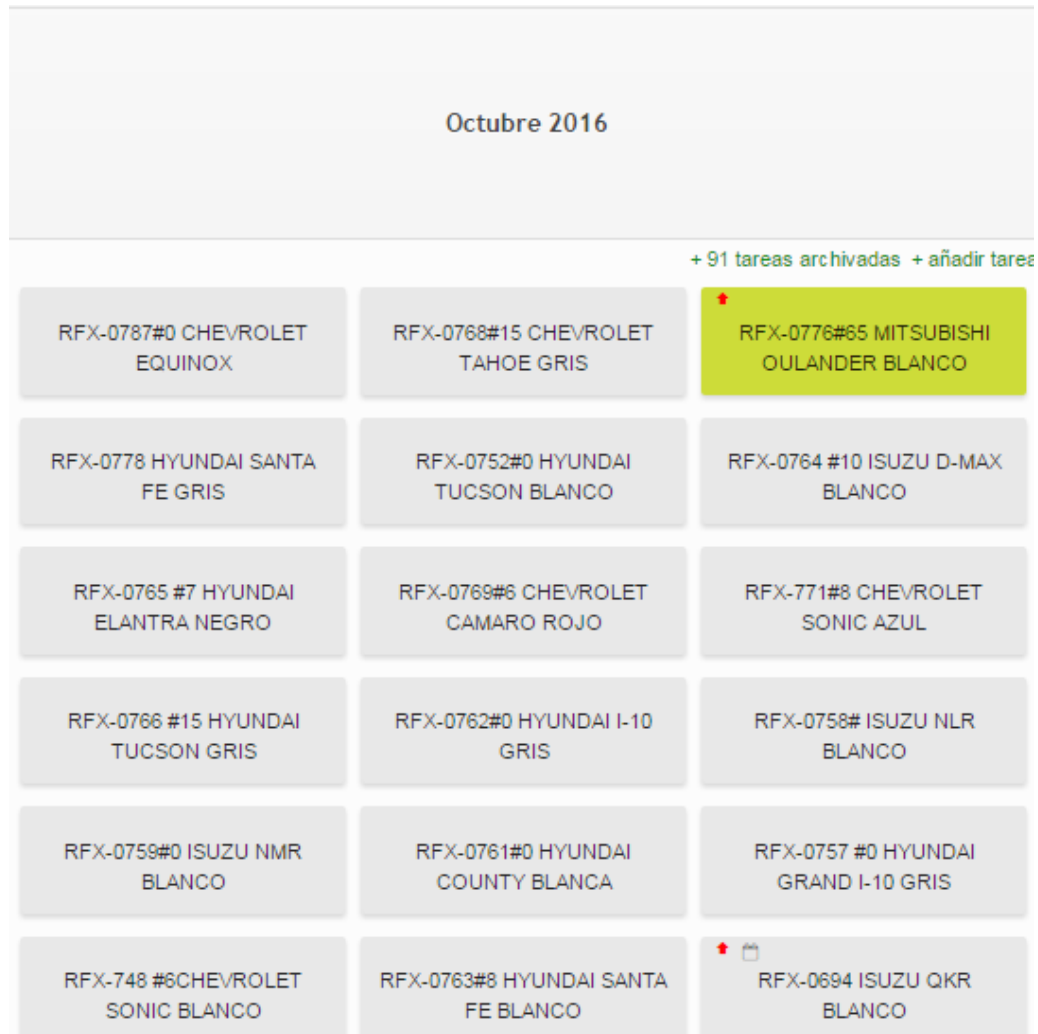 Octubre 2016
+ 91 tareas archivadas + añadir tarea
RFX-0787#0 CHEVROLET
EQUINOX
RFX-0768#15 CHEVROLET
TAHOE GRIS
RFX-0776#65 MITSUBISHI
OULANDER BLANCO
RFX-0778 HYUNDAI SANTA
FE GRIS
RFX-0752#0 HYUNDAI
TUCSON BLANCO
RFX-0764 #10 ISUZU D-MAX
BLANCO
RFX-0765 #7 HYUNDAI
ELANTRA NEGRO
RFX-0769#6 CHEVROLET
CAMARO ROJO
RFX-771#8 CHEVROLET
SONIC AZUL
RFX-0766 #15 HYUNDAI
TUCSON GRIS
RFX-0762#0 HYUNDAI I-10
GRIS
RFX-0758# ISUZU NLR
BLANCO
RFX-0759#0 ISUZU NMR
BLANCO
RFX-0761#0 HYUNDAI
COUNTY BLANCA
RFX-0757 #0 HYUNDAI
GRAND I-10 GRIS
RFX-748 #6CHEVROLET
SONIC BLANCO
RFX-0763#8 HYUNDAI SANTA
FE BLANCO
RFX-0694 ISUZU QKR
BLANCO